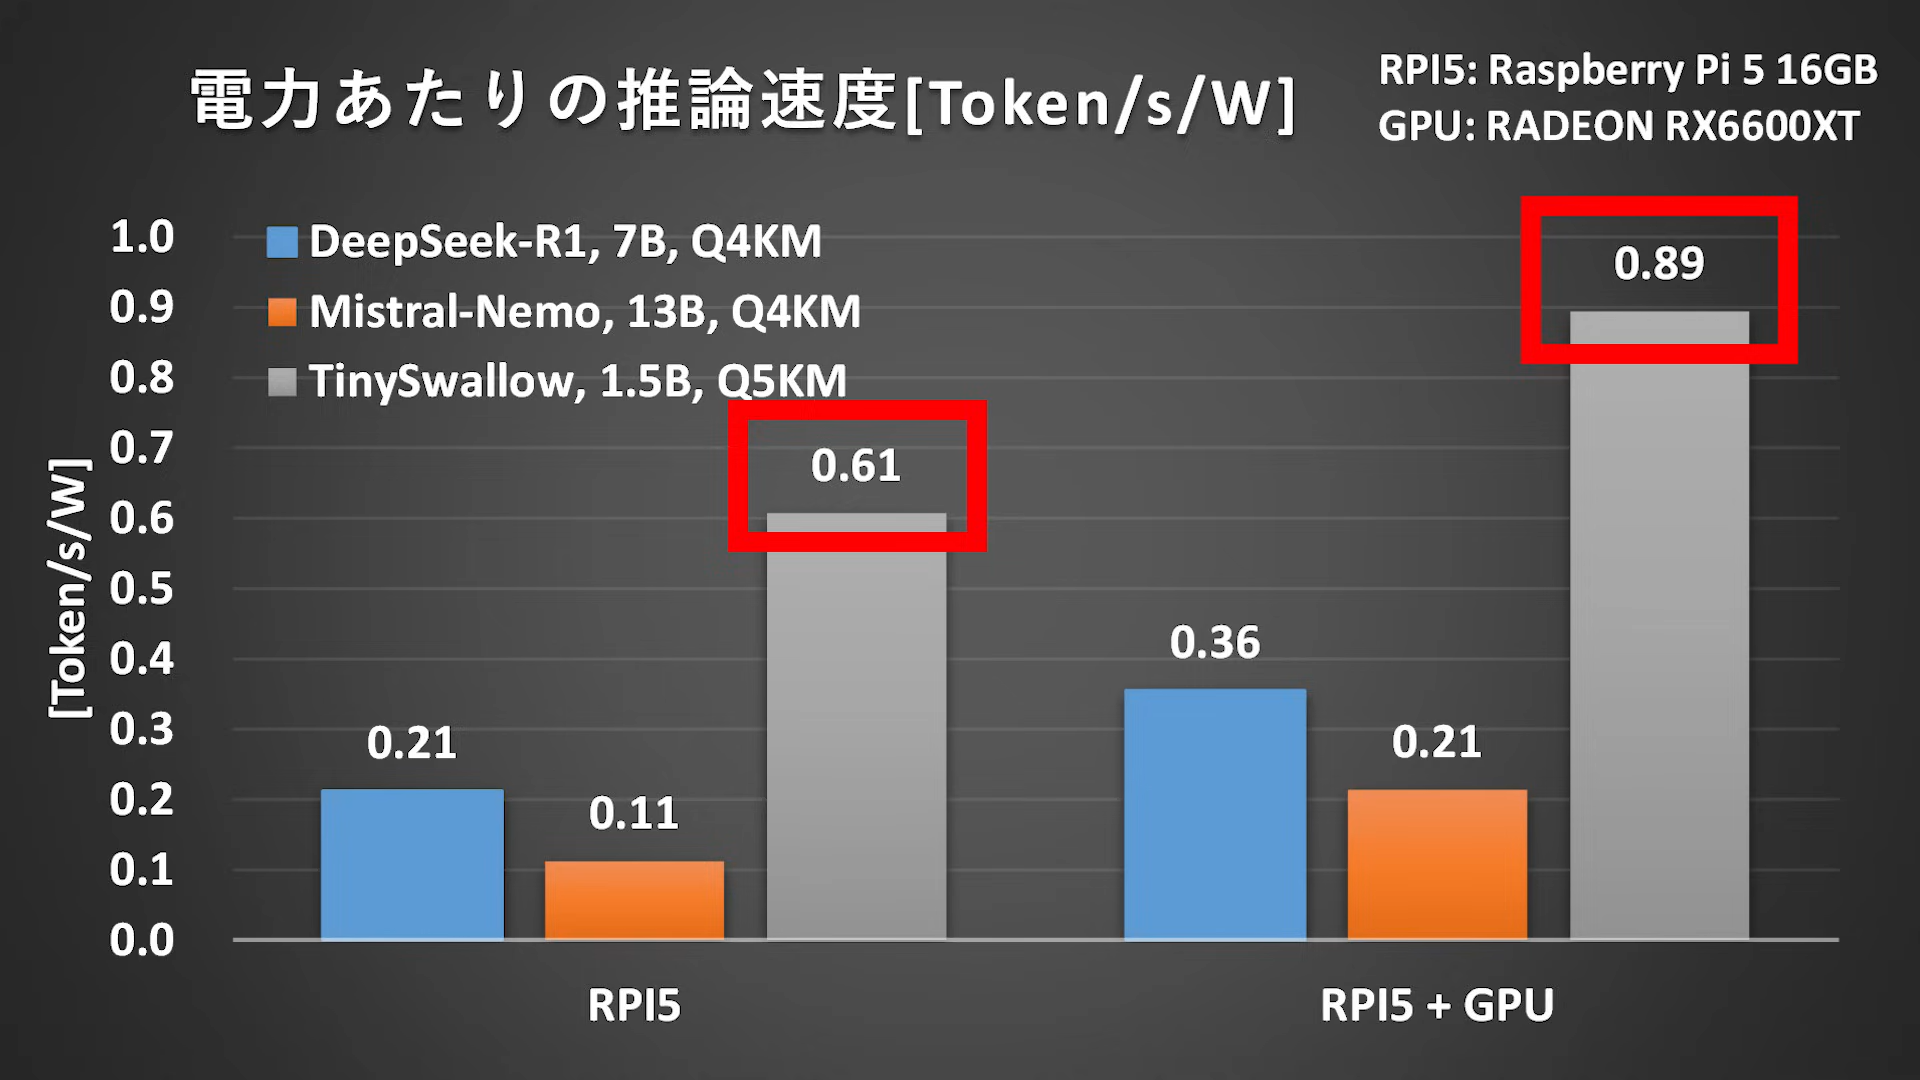 電力あたりの推論速度[Token/s/W]
RPI5: Raspberry Pi 5 16GB
GPU: RADEON RX6600XT
DeepSeek-R1, 7B, Q4KM
Mistral-Nemo, 13B, Q4KM
TinySwallow, 1.5B, Q5KM
[Token/s/W]
1.0
0.9
0.8
0.7
0.6
0.5
0.4
0.3
0.2
0.1
0.0
0.21
0.11
0.61
0.36
0.21
0.89
RPI5
RPI5 + GPU